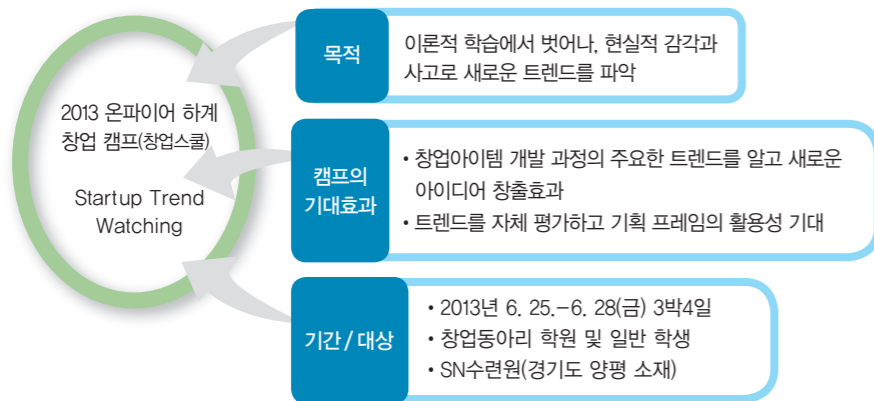 2013 온파이어 하계
창업 캠프(창업스쿨)
Startup Trend
Watching
목적
이론적 학습에서 벗어나, 현실적 감각과
사고로 새로운 트렌드를 파악
캠프의
기대효과
• 창업아이템 개발 과정의 주요한 트렌드를 알고 새로운
아이디어 창출효과
• 트렌드를 자체 평가하고 기획 프레임의 활용성 기대
기간 / 대상
• 2013년 6. 25.-6. 28(금) 3박4일
• 창업동아리 학원 및 일반 학생
• SN수련원(경기도 양평 소재)